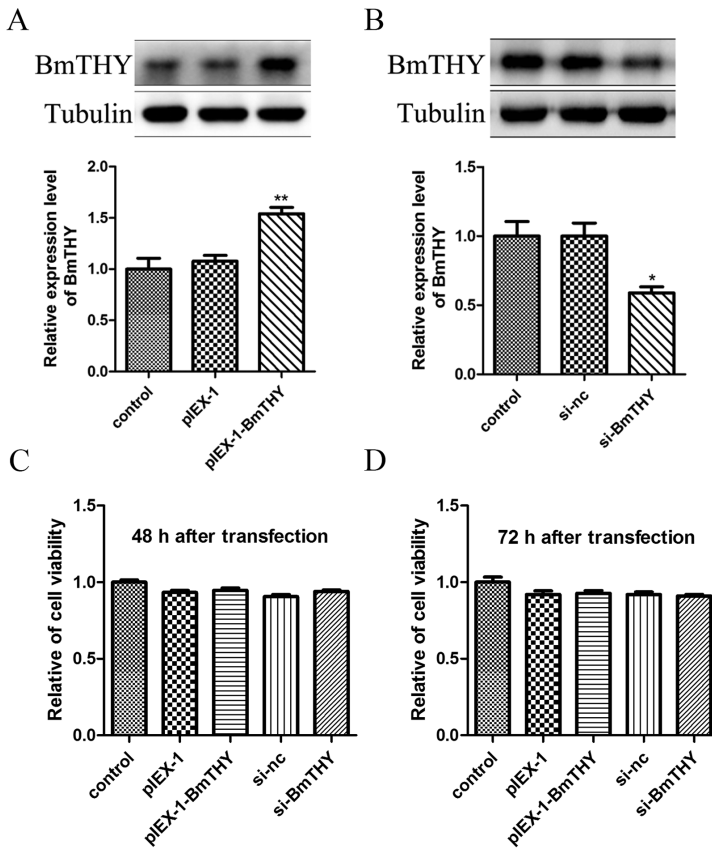 A
BmTHY
Tubulin
Relative expression level
of BmTHY
2.0
1.5
1.0
0.5
0.0
**
control
pIEX-1
pIEX-1-BmTHY
B
BmTHY
Tubulin
Relative expression level
of BmTHY
1.5
1.0
0.5
0.0
*
control
si-nc
si-BmTHY
C
Relative of cell viability
1.5
1.0
0.5
0.0
48 h after transfection
control
pIEX-1
pIEX-1-BmTHY
si-nc
si-BmTHY
D
Relative of cell viability
1.5
1.0
0.5
0.0
72 h after transfection
control
pIEX-1
pIEX-1-BmTHY
si-nc
si-BmTHY